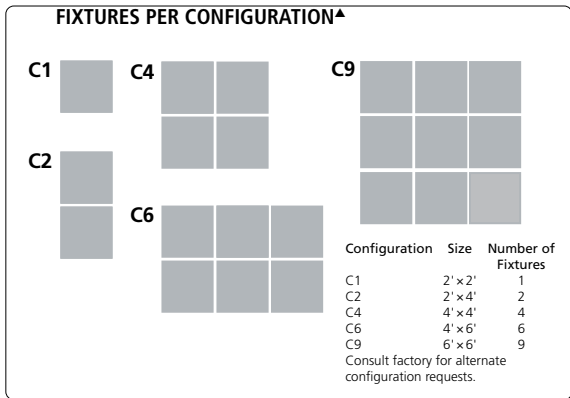 FIXTURES PER CONFIGURATION▲
C1
C4
C9
C2
C6
Configuration Size Number of
Fixtures
C1 2' × 2' 1
C2 2' × 4' 2
C4 4' × 4' 4
C6 4' × 6' 6
C9 6' × 6' 9
Consult factory for alternate
configuration requests.